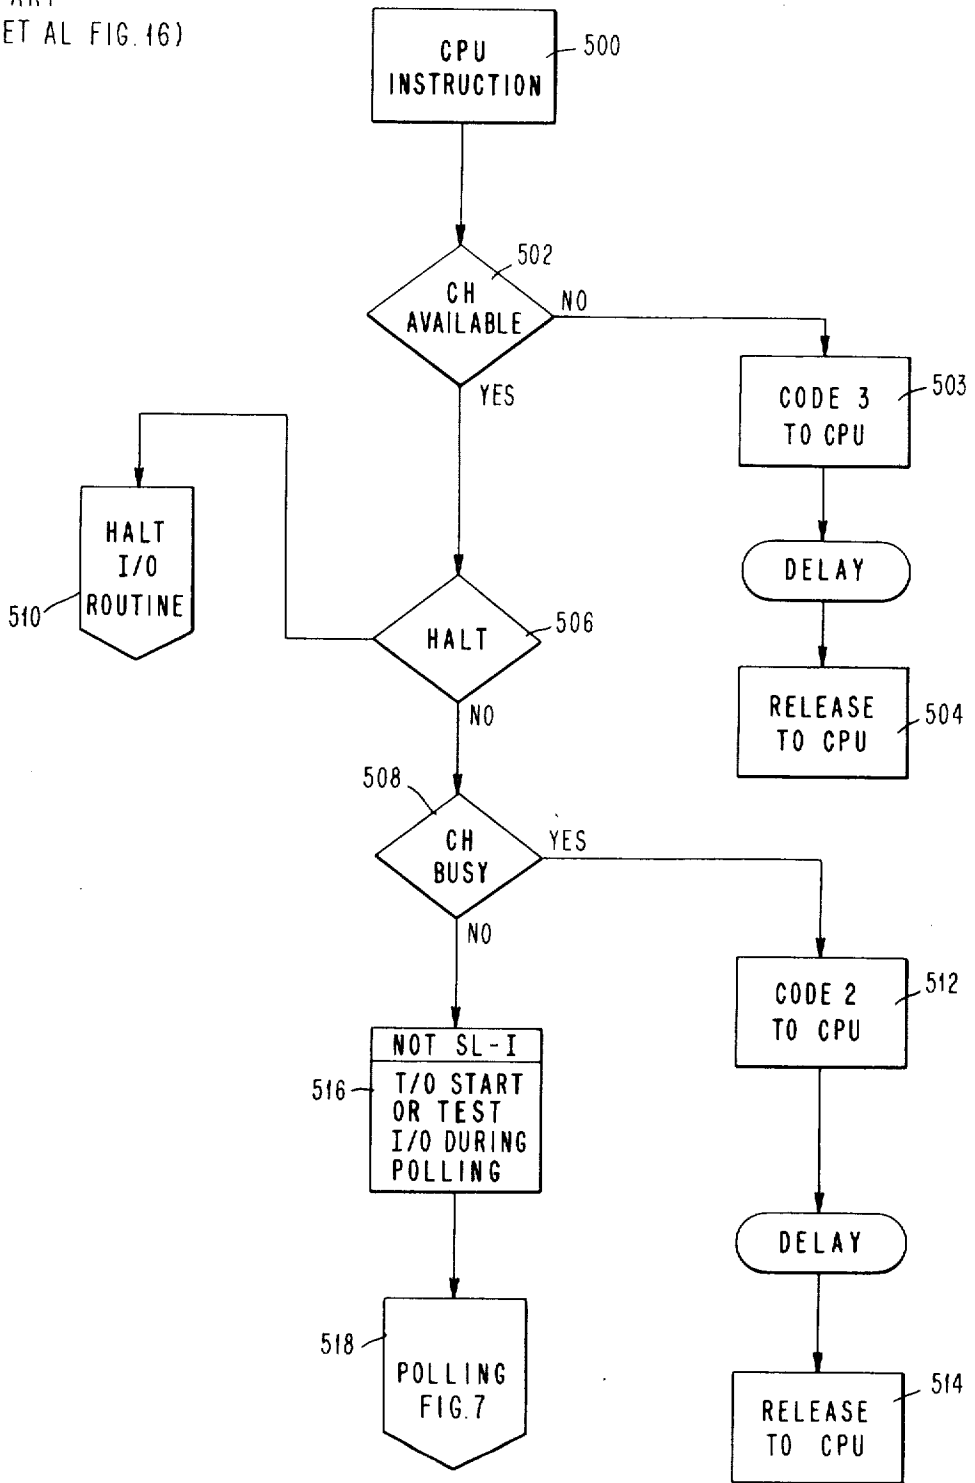 ART
ET AL FIG. 16)
CPU
INSTRUCTION
500
502
CH
AVAILABLE
NO
YES
CODE 3
TO CPU
503
HALT
I/O
ROUTINE
510
DELAY
HALT
506
NO
RELEASE
TO CPU
504
508
CH
BUSY
YES
NO
CODE 2
TO CPU
512
NOT SL-I
516
T/O START
OR TEST
I/O DURING
POLLING
DELAY
518
POLLING
FIG. 7
RELEASE
TO CPU
514